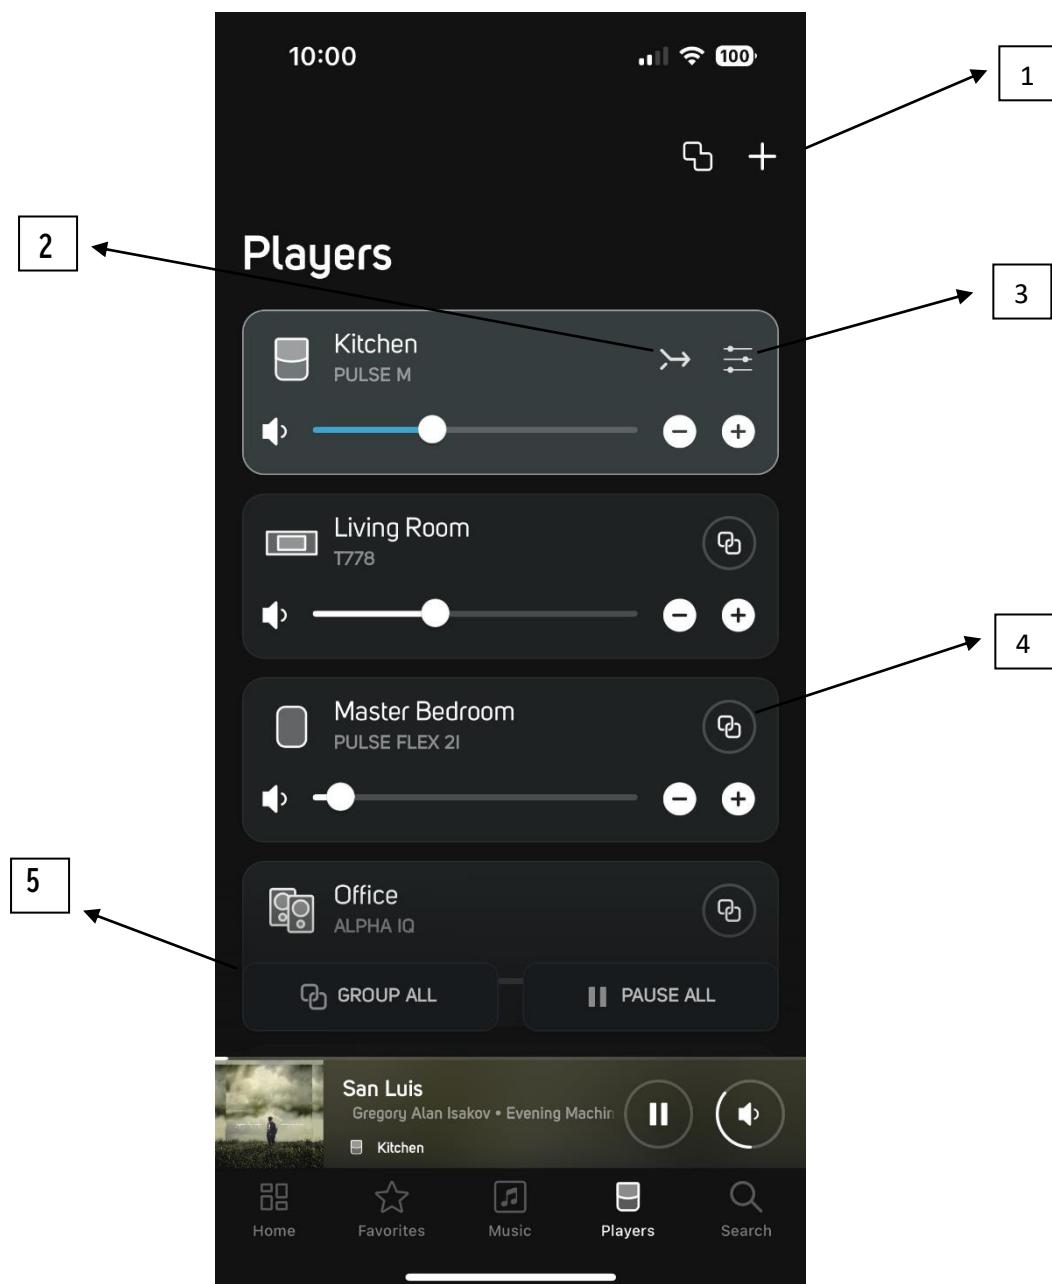 10:00
100
1
2
Players
3
Kitchen
PULSE M
Living Room
T778
4
Master Bedroom
PULSE FLEX 2I
5
Office
ALPHA IQ
GROUP ALL
PAUSE ALL
San Luis
Gregory Alan Isakov • Evening Machin
Kitchen
Home
Favorites
Music
Players
Search